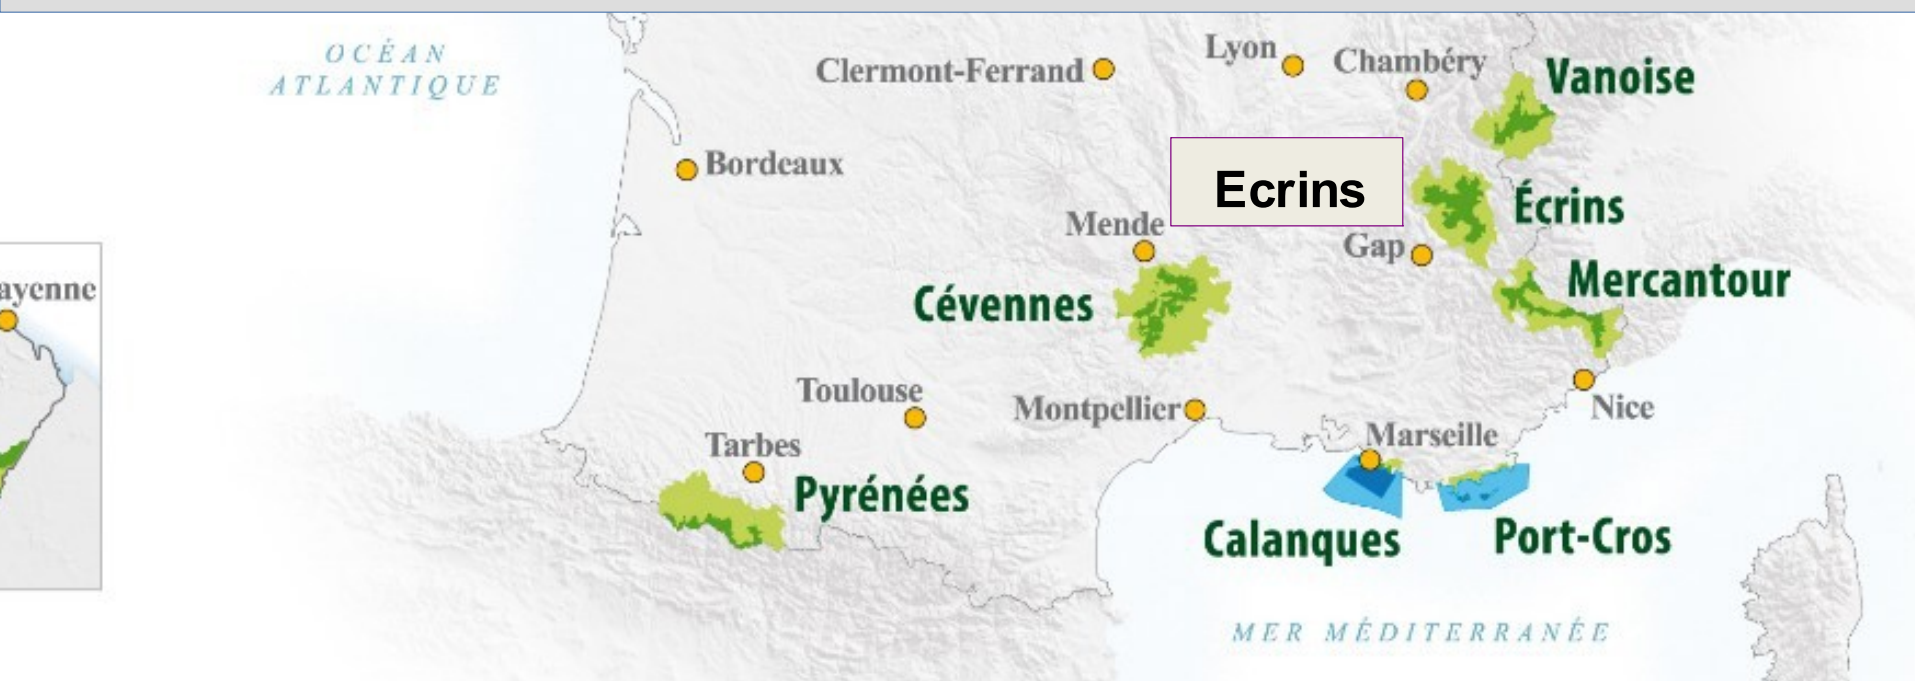 OCÉAN
ATLANTIQUE
Clermont-Ferrand
Lyon
Chambéry
Vanoise
Bordeaux
Ecrins
Écrins
Mende
Gap
Mercantour
ayenne
Cévennes
Toulouse
Montpellier
Nice
Tarbes
Marseille
Pyrénées
Calanques
Port-Cros
MER MÉDITERRANÉE